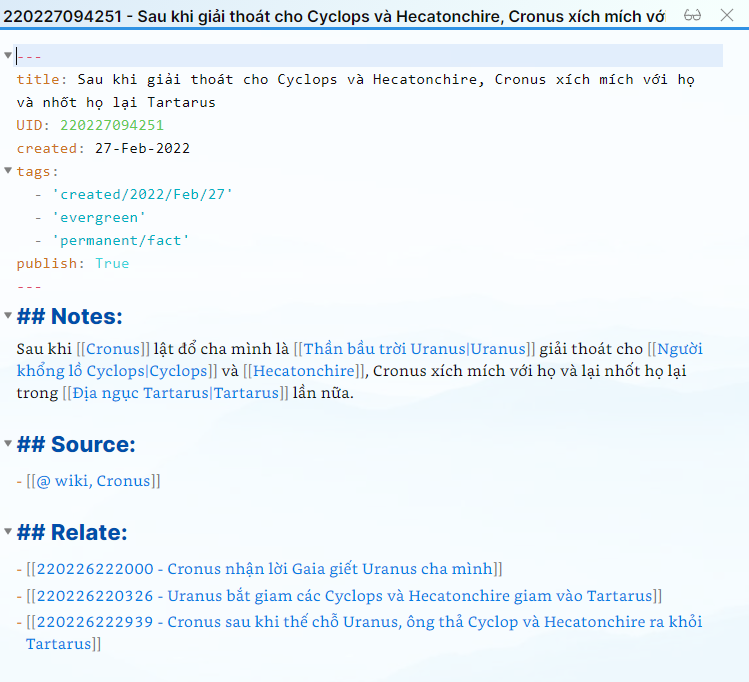 220227094251 - Sau khi giải thoát cho Cyclops và Hecatonchire, Cronus xích mích vớ
---
title: Sau khi giải thoát cho Cyclops và Hecatonchire, Cronus xích mích với họ
và nhốt họ lại Tartarus
UID: 220227094251
created: 27-Feb-2022
tags:
- 'created/2022/Feb/27'
- 'evergreen'
- 'permanent/fact'
publish: True
---
## Notes:
Sau khi [[Cronus]] lật đổ cha mình là [[Thần bầu trời Uranus|Uranus]] giải thoát cho [[Người
khổng lồ Cyclops|Cyclops]] và [[Hecatonchire]], Cronus xích mích với họ và lại nhốt họ lại
trong [[Địa ngục Tartarus|Tartarus]] lần nữa.
## Source:
- [[@ wiki, Cronus]]
## Relate:
- [[220226222000 - Cronus nhận lời Gaia giết Uranus cha mình]]
- [[220226220326 - Uranus bắt giam các Cyclops và Hecatonchire giam vào Tartarus]]
- [[220226222939 - Cronus sau khi thế chỗ Uranus, ông thả Cyclop và Hecatonchire ra khỏi
Tartarus]]